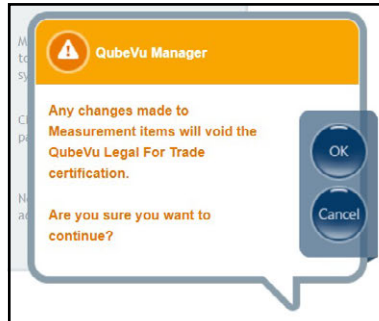 QubeVu Manager
Any changes made to
Measurement items will void the
QubeVu Legal For Trade
certification.
Are you sure you want to
continue?
OK
Cancel